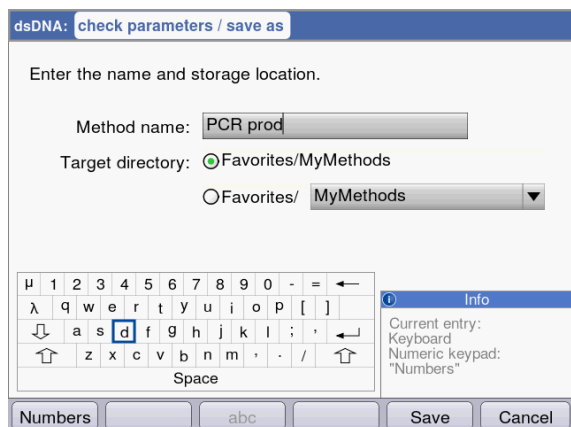 dsDNA: check parameters / save as
Enter the name and storage location.
Method name: PCR prod
Target directory: Favorites/MyMethods
Favorites/ MyMethods
μ 1 2 3 4 5 6 7 8 9 0 - =
λ q w e r t y u i o p [ ]
a s d f g h j k l ; '
z x c v b n m , . /
Space
i Info
Current entry:
Keyboard
Numeric keypad:
"Numbers"
Numbers abc Save Cancel